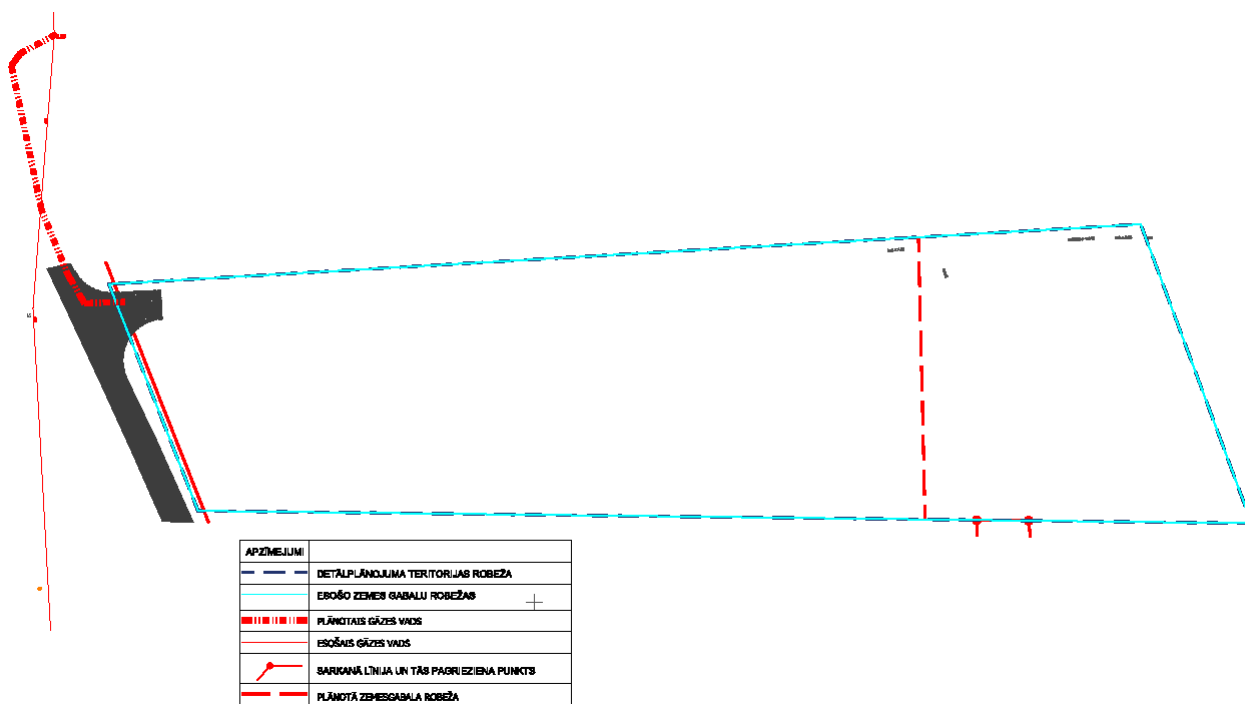 APZĪMEJUMI
DETĀLPLĀNOJUMA TERITORIJAS ROBEŽA
ESOŠO ZEMES GABALU ROBEŽAS
PLĀNOTAIS GĀZES VADS
ESOŠAIS GĀZES VADS
SARKANĀ LĪNIJA UN TĀS PAGRIEZIENA PUNKTS
PLĀNOTĀ ZEMESGABALA ROBEŽA